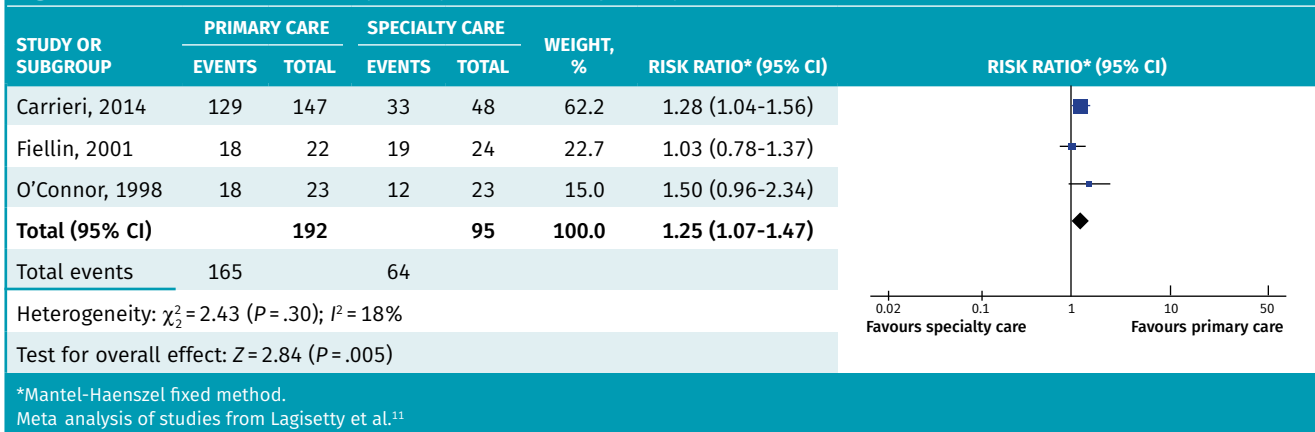 PRIMARY CARE SPECIALTY CARE
STUDY OR SUBGROUP EVENTS TOTAL EVENTS TOTAL WEIGHT, % RISK RATIO* (95% CI) RISK RATIO* (95% CI)
Carrieri, 2014 129 147 33 48 62.2 1.28 (1.04-1.56)
Fiellin, 2001 18 22 19 24 22.7 1.03 (0.78-1.37)
O'Connor, 1998 18 23 12 23 15.0 1.50 (0.96-2.34)
Total (95% CI) 192 95 100.0 1.25 (1.07-1.47)
Total events 165 64
Heterogeneity: χ²₂ = 2.43 (P = .30); I² = 18%
Test for overall effect: Z = 2.84 (P = .005)
0.02 0.1 1 10 50
Favours specialty care Favours primary care
*Mantel-Haenszel fixed method.
Meta analysis of studies from Lagisetty et al.¹¹